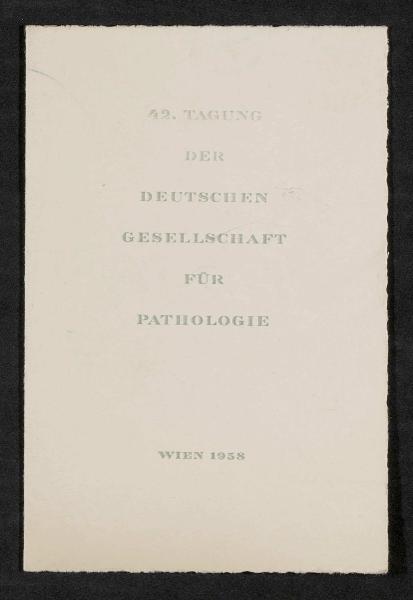 42. TAGUNG
DER
DEUTSCHEN
GESELLSCHAFT
FÜR
PATHOLOGIE
WIEN 1958